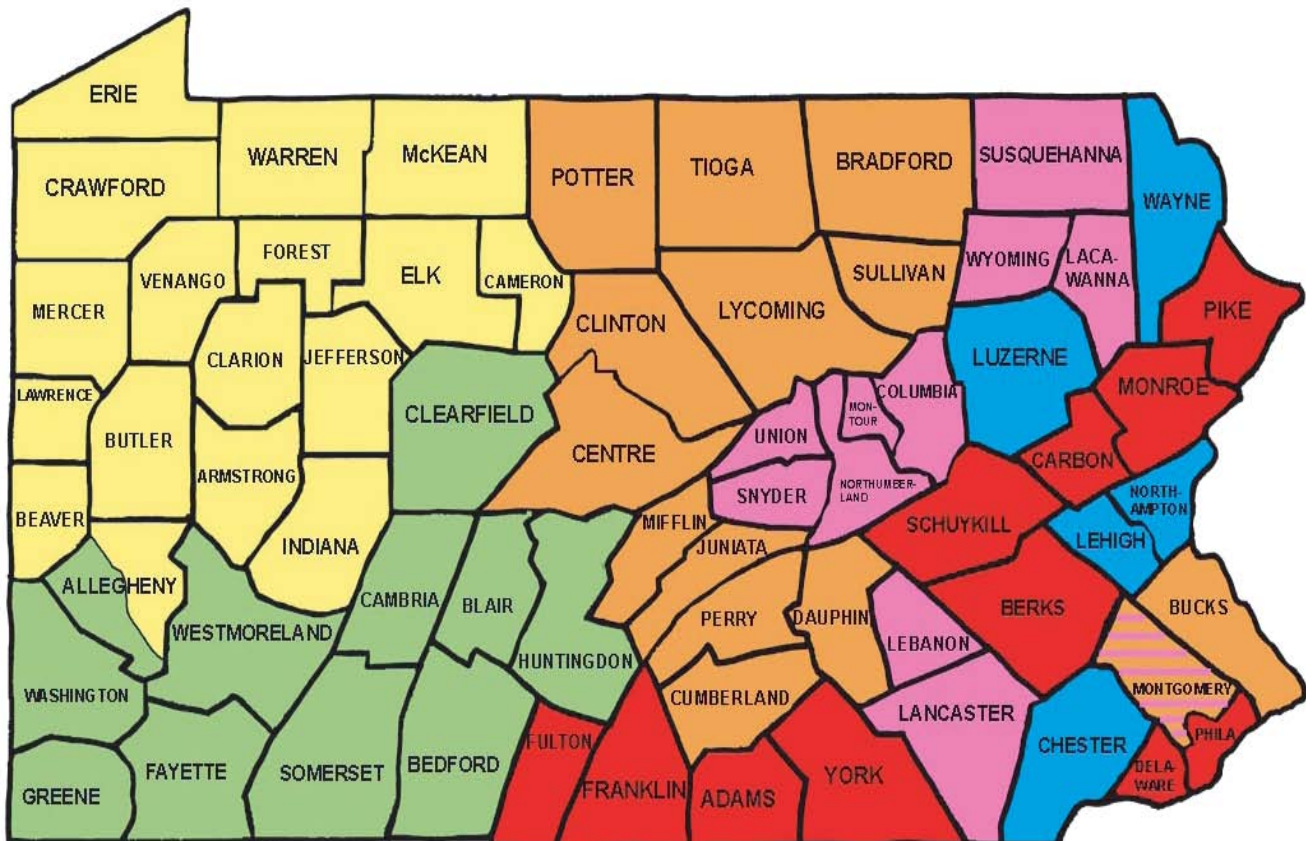 ERIE
WARREN
McKEAN
CRAWFORD
POTTER
TIOGA
BRADFORD
SUSQUEHANNA
WAYNE
VENANGO
FOREST
ELK
CAMERON
SULLIVAN
WYOMING
LACA-
WANNA
MERCER
CLINTON
LYCOMING
PIKE
CLARION
JEFFERSON
LUZERNE
LAWRENCE
CLEARFIELD
COLUMBIA
MONROE
BUTLER
UNION
MON-
TOUR
CENTRE
CARBON
ARMSTRONG
SNYDER
NORTHUMBER-
LAND
NORTH-
AMPTON
BEAVER
INDIANA
MIFFLIN
SCHUYKILL
LEHIGH
JUNIATA
ALLEGHENY
CAMBRIA
BLAIR
PERRY
DAUPHIN
BERKS
BUCKS
WESTMORELAND
HUNTINGDON
LEBANON
WASHINGTON
CUMBERLAND
MONTGOMERY
LANCASTER
FULTON
PHILA
CHESTER
DELA-
WARE
GREENE
FAYETTE
SOMERSET
BEDFORD
FRANKLIN
ADAMS
YORK